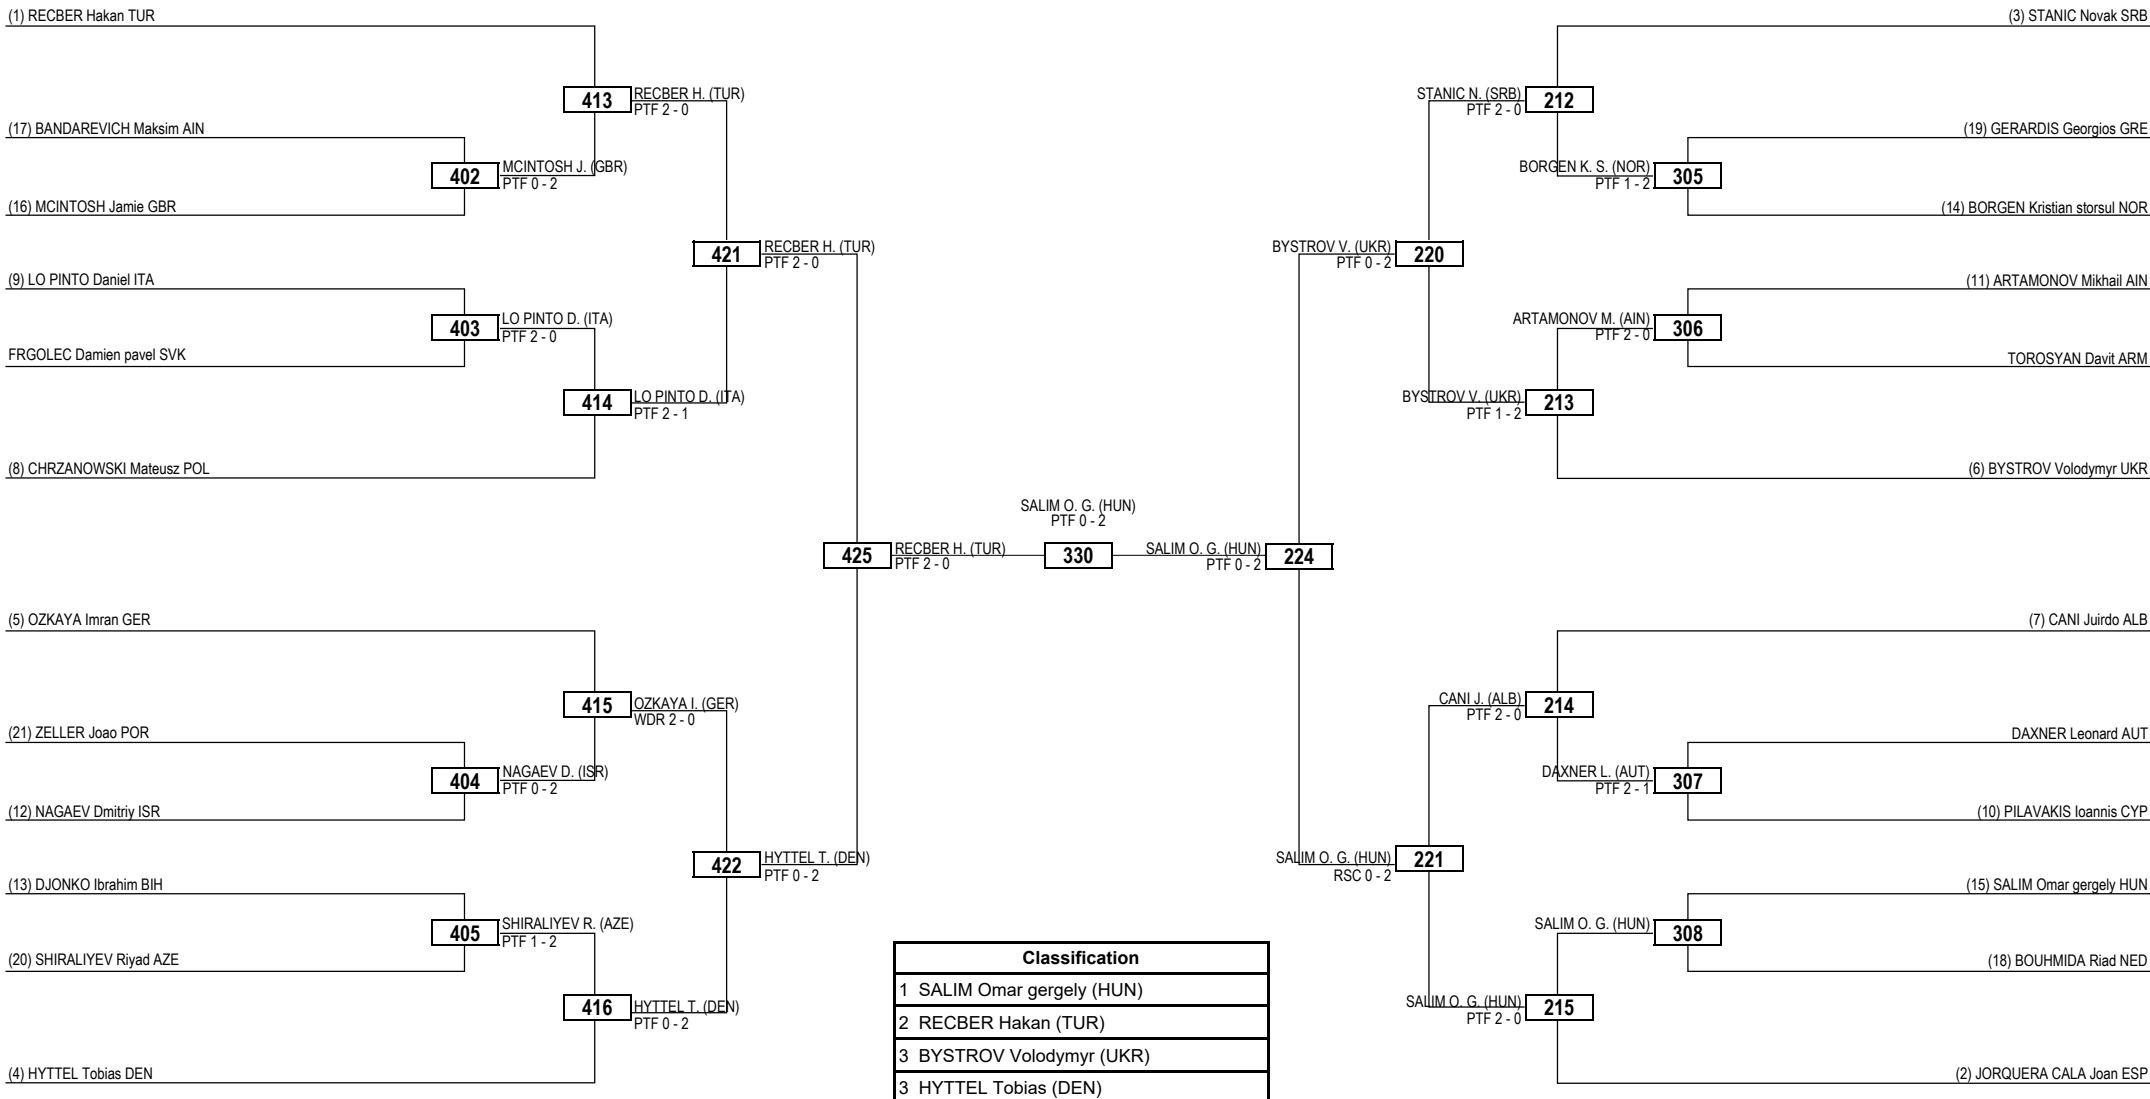 (1) RECBER Hakan TUR
(17) BANDAREVICH Maksim AIN
(16) MCINTOSH Jamie GBR
(9) LO PINTO Daniel ITA
FRGOLEC Damien pavel SVK
(8) CHRZANOWSKI Mateusz POL
(5) OZKAYA Imran GER
(21) ZELLER Joao POR
(12) NAGAEV Dmitriy ISR
(13) DJONKO Ibrahim BIH
(20) SHIRALIYEV Riyad AZE
(4) HYTTEL Tobias DEN
402
MCINTOSH J. (GBR)
PTF 0 - 2
403
LO PINTO D. (ITA)
PTF 2 - 0
404
NAGAEV D. (ISR)
PTF 0 - 2
405
SHIRALIYEV R. (AZE)
PTF 1 - 2
413
RECBER H. (TUR)
PTF 2 - 0
414
LO PINTO D. (ITA)
PTF 2 - 1
415
OZKAYA I. (GER)
WDR 2 - 0
416
HYTTEL T. (DEN)
PTF 0 - 2
421
RECBER H. (TUR)
PTF 2 - 0
422
HYTTEL T. (DEN)
PTF 0 - 2
425
RECBER H. (TUR)
PTF 2 - 0
SALIM O. G. (HUN)
PTF 0 - 2
330
SALIM O. G. (HUN)
PTF 0 - 2
224
BYSTROV V. (UKR)
PTF 0 - 2
220
SALIM O. G. (HUN)
RSC 0 - 2
221
STANIC N. (SRB)
PTF 2 - 0
212
BYSTROV V. (UKR)
PTF 1 - 2
213
CANI J. (ALB)
PTF 2 - 0
214
SALIM O. G. (HUN)
PTF 2 - 0
215
BORGEN K. S. (NOR)
PTF 1 - 2
305
ARTAMONOV M. (AIN)
PTF 2 - 0
306
DAXNER L. (AUT)
PTF 2 - 1
307
SALIM O. G. (HUN)
308
(3) STANIC Novak SRB
(19) GERARDIS Georgios GRE
(14) BORGEN Kristian storsul NOR
(11) ARTAMONOV Mikhail AIN
TOROSYAN Davit ARM
(6) BYSTROV Volodymyr UKR
(7) CANI Juirdo ALB
DAXNER Leonard AUT
(10) PILAVAKIS Ioannis CYP
(15) SALIM Omar gergely HUN
(18) BOUHMIDA Riad NED
(2) JORQUERA CALA Joan ESP
Classification
1 SALIM Omar gergely (HUN)
2 RECBER Hakan (TUR)
3 BYSTROV Volodymyr (UKR)
3 HYTTEL Tobias (DEN)